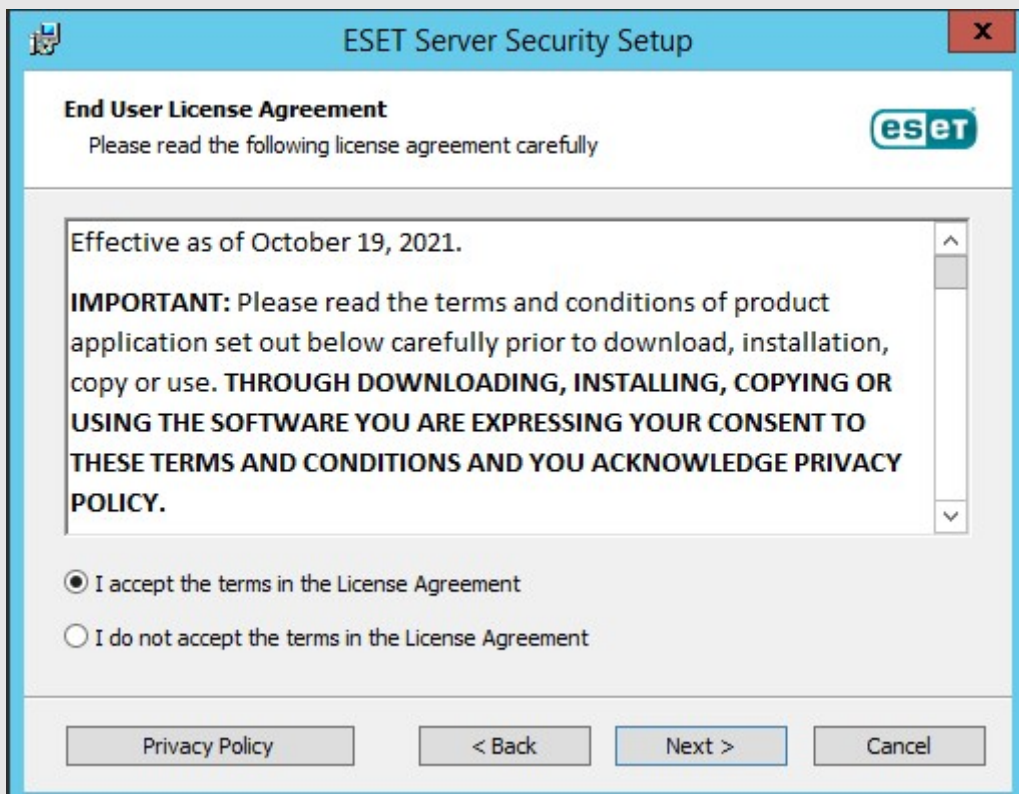 ESET Server Security Setup
x
End User License Agreement
Please read the following license agreement carefully
eset
Effective as of October 19, 2021.
IMPORTANT: Please read the terms and conditions of product
application set out below carefully prior to download, installation,
copy or use. THROUGH DOWNLOADING, INSTALLING, COPYING OR
USING THE SOFTWARE YOU ARE EXPRESSING YOUR CONSENT TO
THESE TERMS AND CONDITIONS AND YOU ACKNOWLEDGE PRIVACY
POLICY.
I accept the terms in the License Agreement
I do not accept the terms in the License Agreement
Privacy Policy
< Back
Next >
Cancel